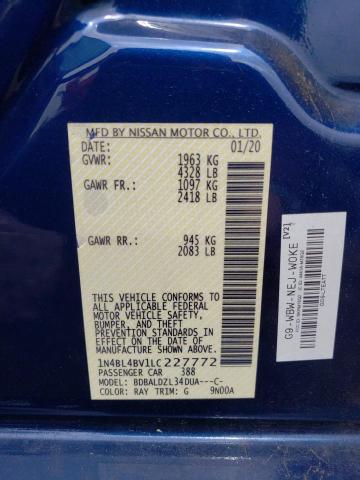 MFD BY NISSAN MOTOR CO., LTD.
DATE: 01/20
GVWR: 1963 KG
4328 LB
GAWR FR.: 1097 KG
2418 LB
GAWR RR.: 945 KG
2083 LB
THIS VEHICLE CONFORMS TO
ALL APPLICABLE FEDERAL
MOTOR VEHICLE SAFETY,
BUMPER, AND THEFT
PREVENTION STANDARDS IN
EFFECT ON THE DATE OF
MANUFACTURE SHOWN ABOVE.
1N4BL4BV1LC227772
PASSENGER CAR 388
MODEL: BDBALDZL34DUA---C-
COLOR: RAY TRIM: G 9N00A
G9-WBW-NEJ-WOKE [V2]